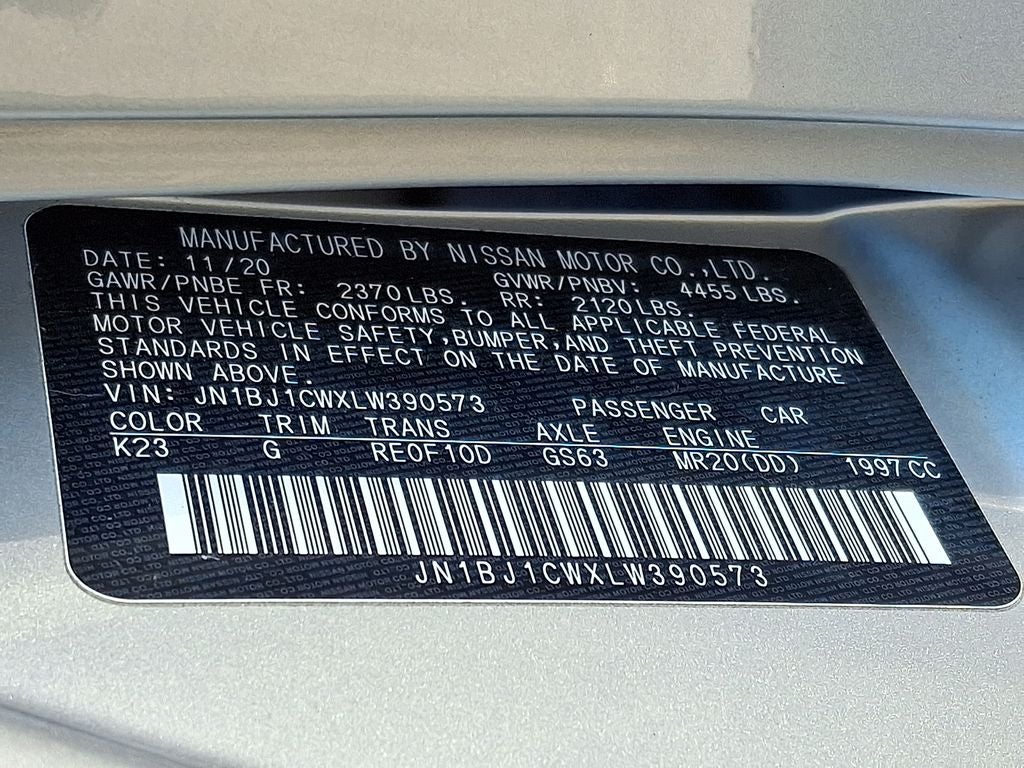 MANUFACTURED BY NISSAN MOTOR CO.,LTD.
DATE: 11/20
GAWR/PNBE FR: 2370LBS. GVWR/PNBV: 4455LBS.
RR: 2120LBS.
THIS VEHICLE CONFORMS TO ALL APPLICABLE FEDERAL
MOTOR VEHICLE SAFETY,BUMPER,AND THEFT PREVENTION
STANDARDS IN EFFECT ON THE DATE OF MANUFACTURE
SHOWN ABOVE.
VIN: JN1BJ1CWXLW390573 PASSENGER CAR
COLOR TRIM TRANS AXLE ENGINE
K23 G RE0F10D GS63 MR20(DD) 1997CC
JN1BJ1CWXLW390573